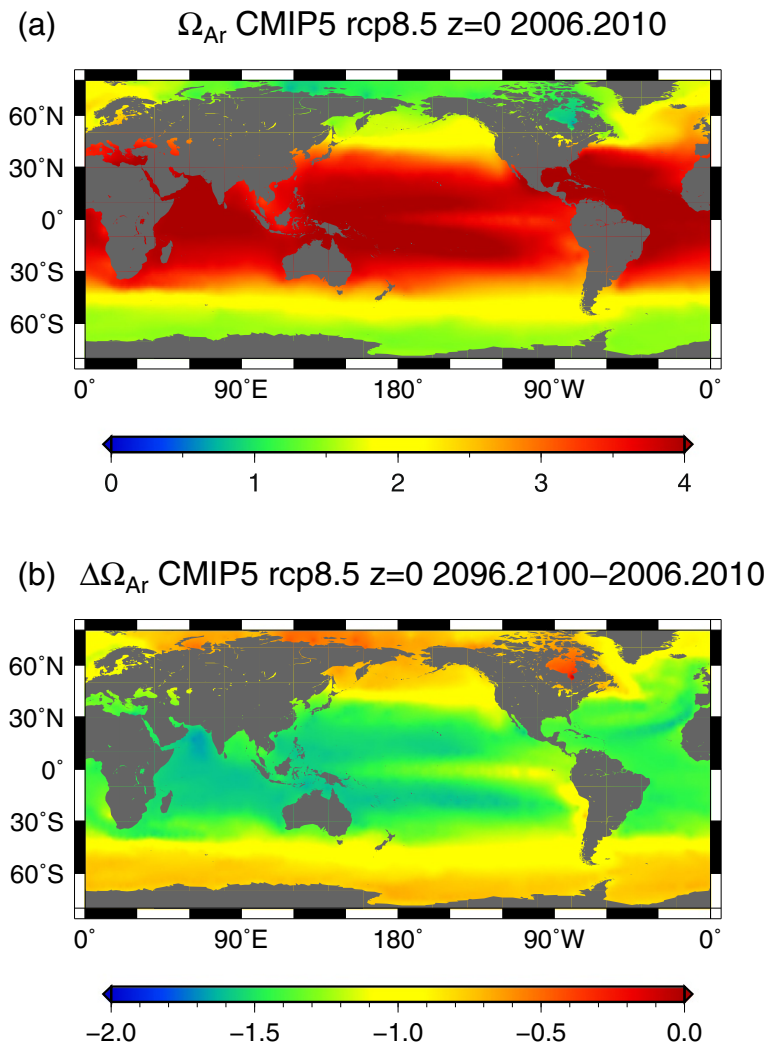 (a) Ω_Ar CMIP5 rcp8.5 z=0 2006.2010
60˚N
30˚N
0˚
30˚S
60˚S
0˚ 90˚E 180˚ 90˚W 0˚
0 1 2 3 4
(b) ΔΩ_Ar CMIP5 rcp8.5 z=0 2096.2100−2006.2010
60˚N
30˚N
0˚
30˚S
60˚S
0˚ 90˚E 180˚ 90˚W 0˚
−2.0 −1.5 −1.0 −0.5 0.0